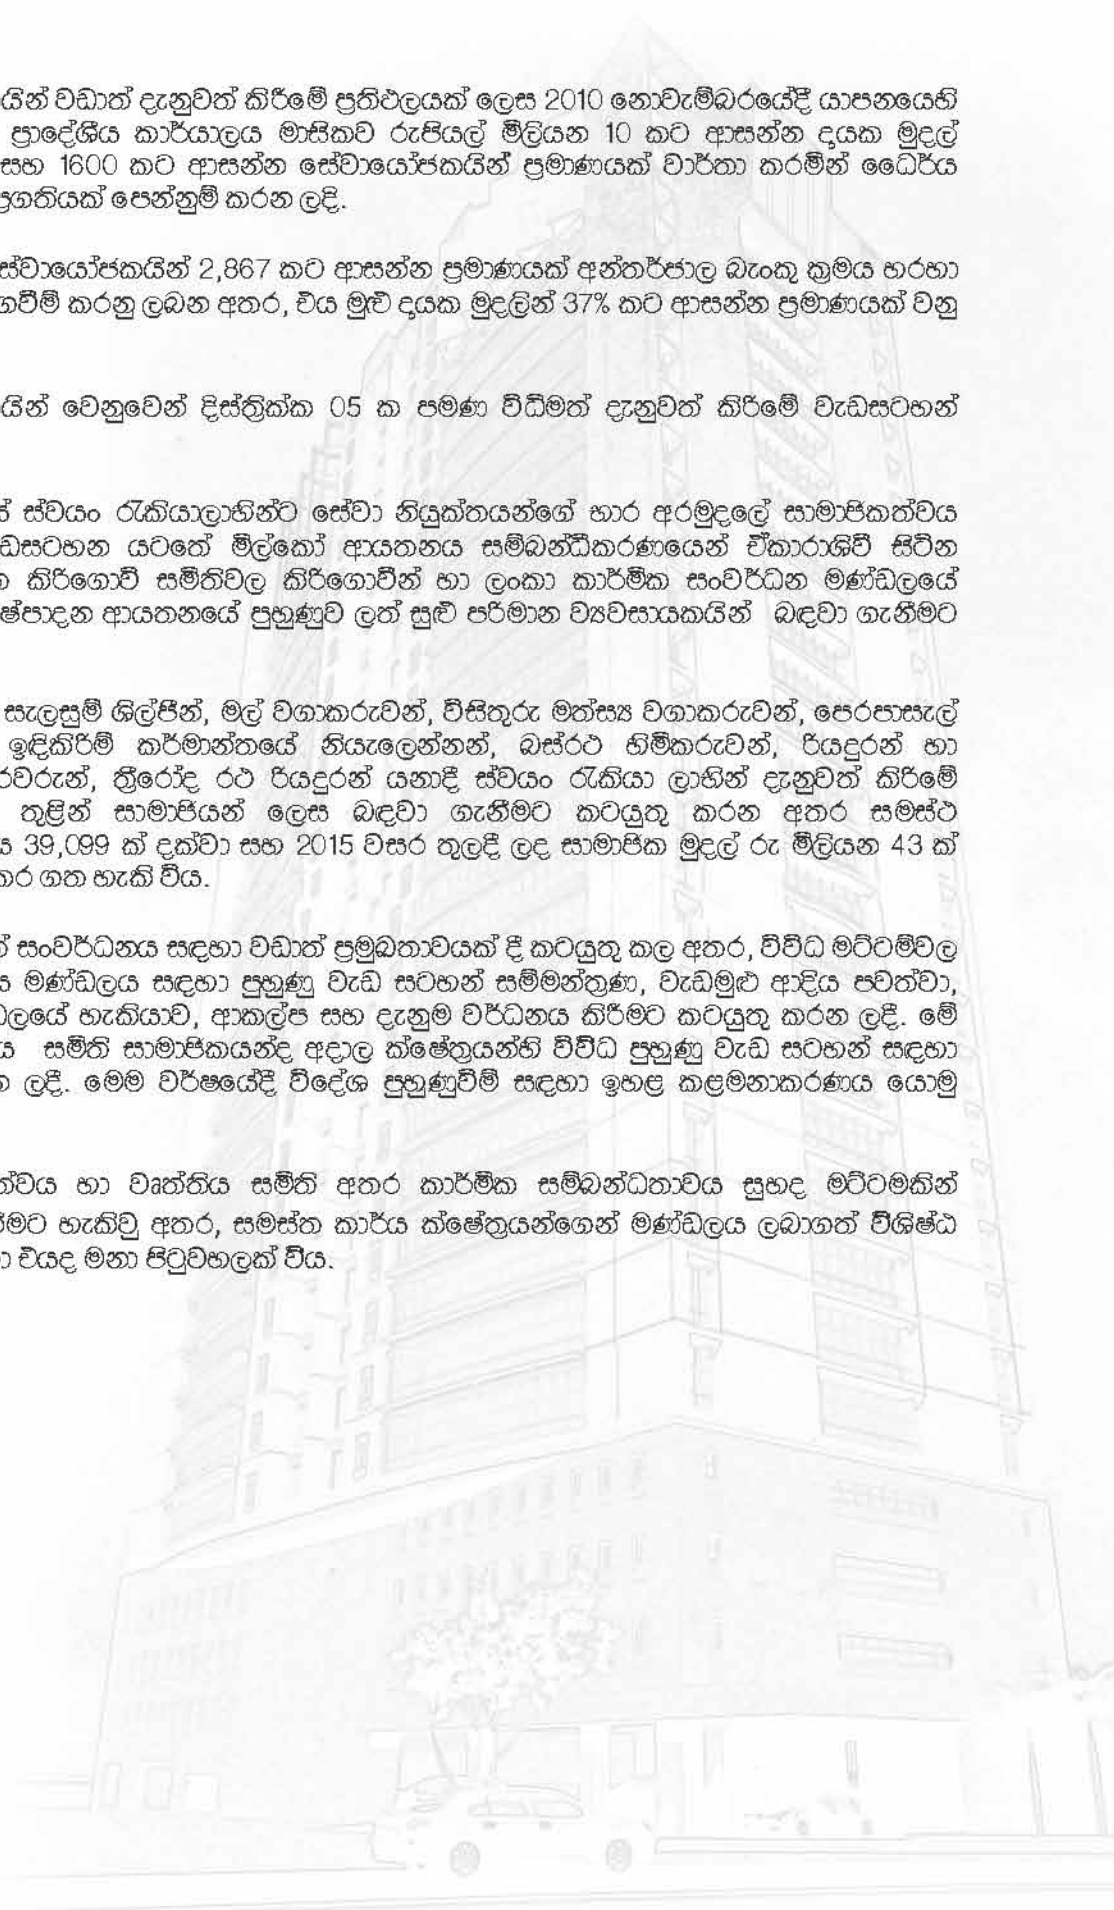 යින් වඩාත් දැනුවත් කිරීමේ ප්‍රතිඵලයක් ලෙස 2010 නොවැම්බරයේදී යාපනයෙහි
ප්‍රාදේශීය කාර්යාලය මාසිකව රුපියල් මිලියන 10 කට ආසන්න දායක මුදල්
සහ 1600 කට ආසන්න සේවායෝජකයින් ප්‍රමාණයක් වාර්තා කරමින් ධෛර්ය
ප්‍රගතියක් පෙන්නුම් කරන ලදි.
ස්වායෝජකයින් 2,867 කට ආසන්න ප්‍රමාණයක් අන්තර්ජාල බැංකු ක්‍රමය හරහා
ගෙවීම් කරනු ලබන අතර, එය මුළු දායක මුදලින් 37% කට ආසන්න ප්‍රමාණයක් වනු
යින් වෙනුවෙන් දිස්ත්‍රික්ක 05 ක පමණ විධිමත් දැනුවත් කිරීමේ වැඩසටහන්
ස් ස්වයං රැකියාලාභින්ට සේවා නියුක්තයන්ගේ භාර අරමුදලේ සාමාජිකත්වය
ඩසටහන යටතේ මිල්කෝ ආයතනය සම්බන්ධීකරණයෙන් ඒකාරාශිවී සිටින
කිරිගොවි සමිතිවල කිරිගොවීන් හා ලංකා කාර්මික සංවර්ධන මණ්ඩලයේ
ෂ්පාදන ආයතනයේ පුහුණුව ලත් සුළු පරිමාන ව්‍යවසායකයින් බඳවා ගැනීමට
සැලසුම් ශිල්පීන්, මල් වගාකරුවන්, විසිතුරු මත්ස්‍ය වගාකරුවන්, පෙරපාසැල්
ඉඳිකිරිම් කර්මාන්තයේ නියැලෙන්නන්, බස්රථ හිමිකරුවන්, රියදුරන් හා
රවරුන්, ත්‍රීරෝද රථ රියදුරන් යනාදී ස්වයං රැකියා ලාභින් දැනුවත් කිරිමේ
තුළින් සාමාජියන් ලෙස බඳවා ගැනීමට කටයුතු කරන අතර සමස්ථ
ය 39,099 ක් දක්වා සහ 2015 වසර තුලදී ලද සාමාජික මුදල් රු මිලියන 43 ක්
කර ගත හැකි විය.
ත් සංවර්ධනය සඳහා වඩාත් ප්‍රමුඛතාවයක් දී කටයුතු කල අතර, විවිධ මට්ටම්වල
ය මණ්ඩලය සඳහා පුහුණු වැඩ සටහන් සම්මන්ත්‍රණ, වැඩමුළු ආදිය පවත්වා,
ඩලයේ හැකියාව, ආකල්ප සහ දැනුම වර්ධනය කිරීමට කටයුතු කරන ලදී. මේ
ය සමිති සාමාජිකයන්ද අදාල ක්ෂේත්‍රයන්හි විවිධ පුහුණු වැඩ සටහන් සඳහා
ලදී. මෙම වර්ෂයේදී විදේශ පුහුණුවීම් සඳහා ඉහළ කළමනාකරණය යොමු
ත්වය හා වෘත්තිය සමිති අතර කාර්මික සම්බන්ධතාවය සුහද මට්ටමකින්
මට හැකිවු අතර, සමස්ත කාර්ය ක්ෂේත්‍රයන්ගෙන් මණ්ඩලය ලබාගත් විශිෂ්ඨ
එයද මනා පිටුවහලක් විය.